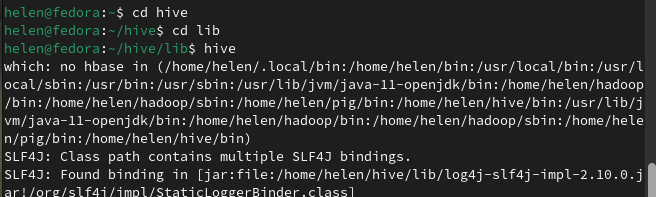 helen@fedora:~$ cd hive
helen@fedora:~/hive$ cd lib
helen@fedora:~/hive/lib$ hive
which: no hbase in (/home/helen/.local/bin:/home/helen/bin:/usr/local/bin:/usr/l
ocal/sbin:/usr/bin:/usr/sbin:/usr/lib/jvm/java-11-openjdk/bin:/home/helen/hadoop
/bin:/home/helen/hadoop/sbin:/home/helen/pig/bin:/home/helen/hive/bin:/usr/lib/j
vm/java-11-openjdk/bin:/home/helen/hadoop/bin:/home/helen/hadoop/sbin:/home/hele
n/pig/bin:/home/helen/hive/bin)
SLF4J: Class path contains multiple SLF4J bindings.
SLF4J: Found binding in [jar:file:/home/helen/hive/lib/log4j-slf4j-impl-2.10.0.j
ar!/org/slf4j/impl/StaticLoggerBinder.class]